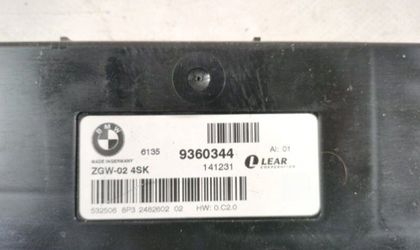 BMW
6135 9360344 AI: 01
MADE IN GERMANY
ZGW-02 4SK 141231 LEAR
CORPORATION
532506 8P3 2482602 02 HW: 0.C2.0